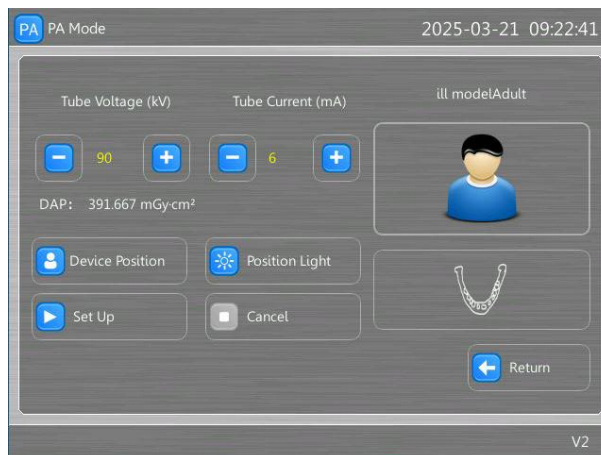 PA PA Mode 2025-03-21 09:22:41
Tube Voltage (kV) Tube Current (mA) ill modelAdult
90 6
DAP: 391.667 mGy·cm²
Device Position Position Light
Set Up Cancel
Return
V2